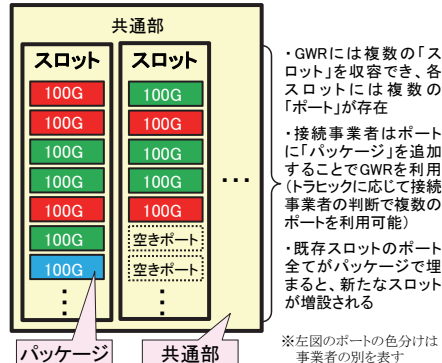 共通部
スロット
スロット
100G
100G
100G
100G
100G
100G
100G
100G
100G
100G
100G
空きポート
100G
空きポート
⋮
⋮
…
パッケージ
共通部
・GWRには複数の「ス
ロット」を収容でき、各
スロットには複数の
「ポート」が存在
・接続事業者はポート
に「パッケージ」を追加
することでGWRを利用
(トラヒックに応じて接続
事業者の判断で複数の
ポートを利用可能)
・既存スロットのポート
全てがパッケージで埋
まると、新たなスロット
が増設される
※左図のポートの色分けは
事業者の別を表す